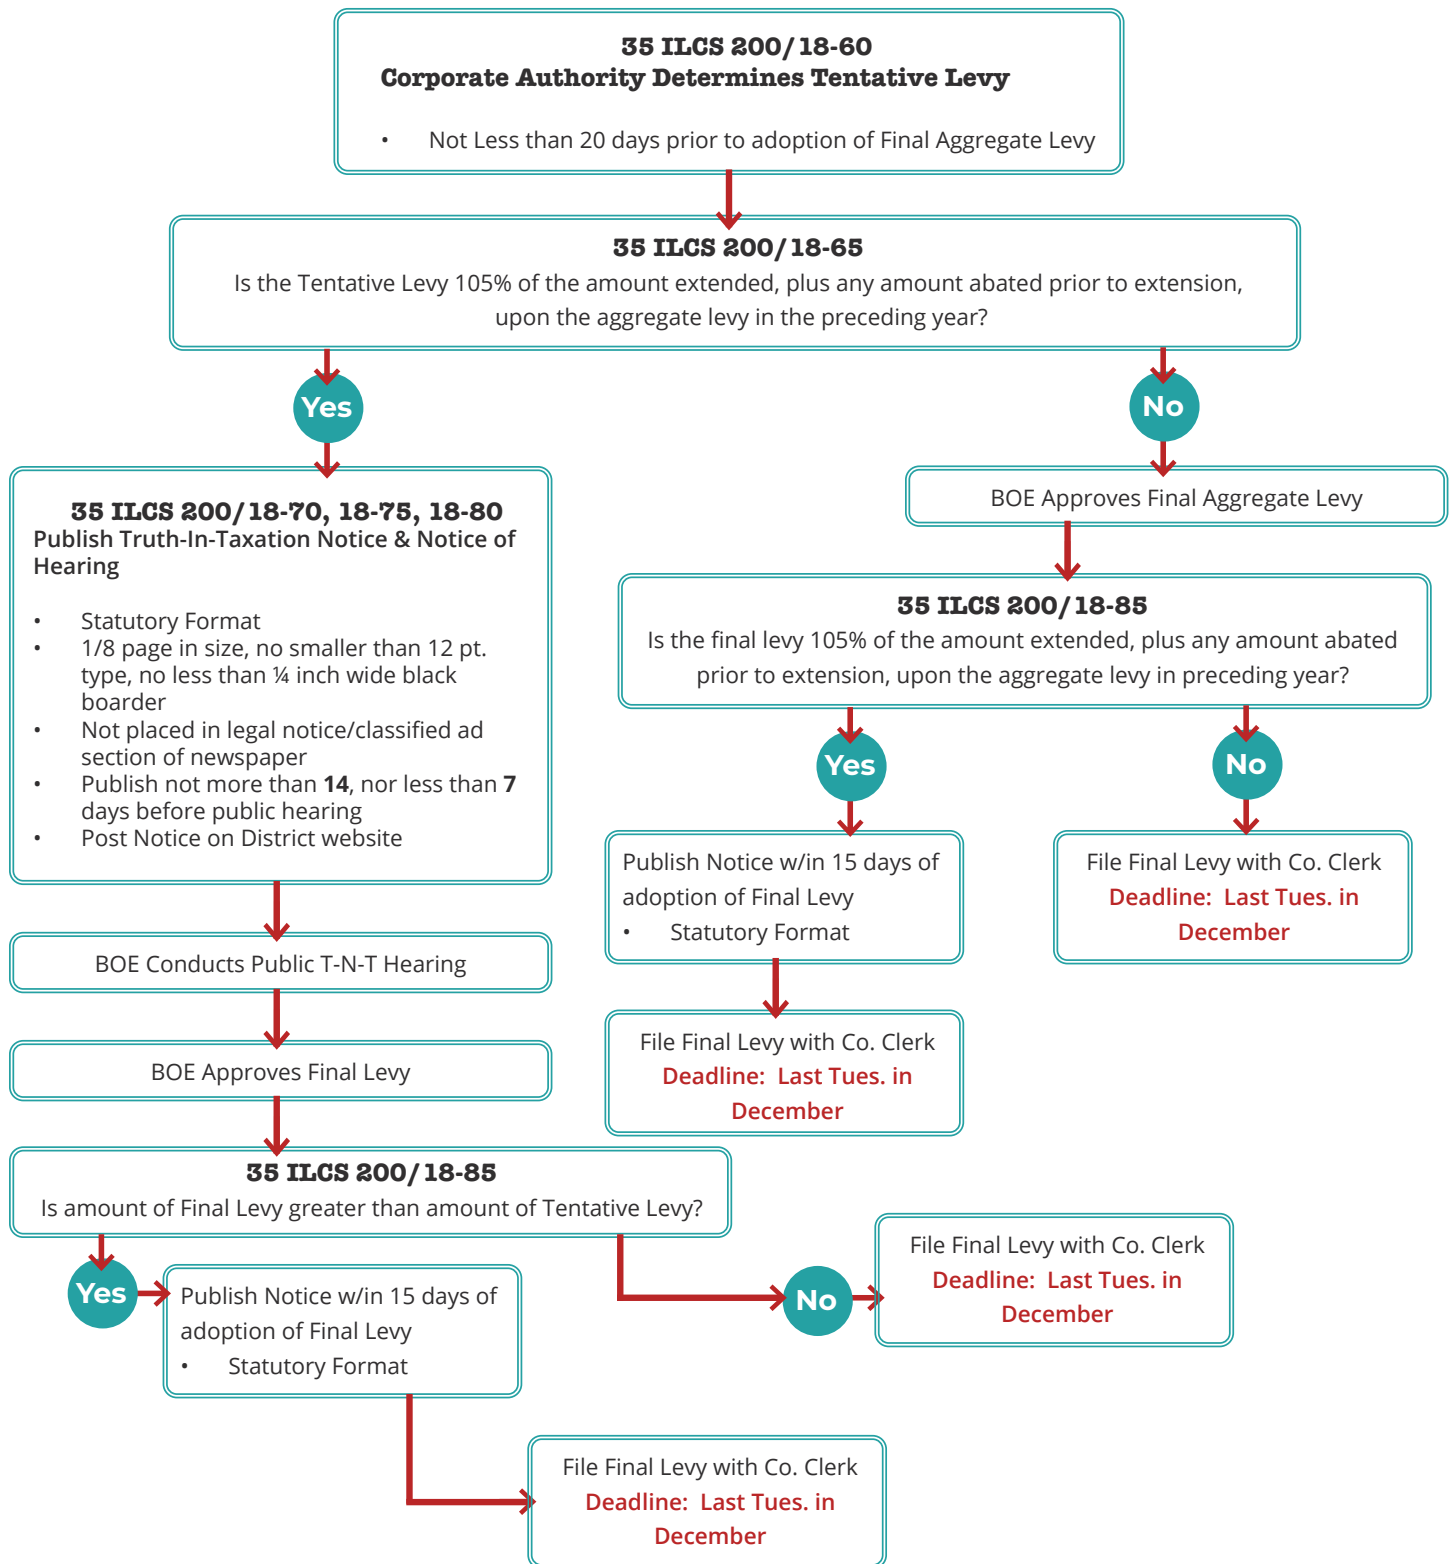 35 ILCS 200/18-60
Corporate Authority Determines Tentative Levy
• Not Less than 20 days prior to adoption of Final Aggregate Levy
35 ILCS 200/18-65
Is the Tentative Levy 105% of the amount extended, plus any amount abated prior to extension,
upon the aggregate levy in the preceding year?
Yes
No
35 ILCS 200/18-70, 18-75, 18-80
Publish Truth-In-Taxation Notice & Notice of
Hearing
• Statutory Format
• 1/8 page in size, no smaller than 12 pt.
type, no less than ¼ inch wide black
boarder
• Not placed in legal notice/classified ad
section of newspaper
• Publish not more than 14, nor less than 7
days before public hearing
• Post Notice on District website
BOE Conducts Public T-N-T Hearing
BOE Approves Final Levy
35 ILCS 200/18-85
Is amount of Final Levy greater than amount of Tentative Levy?
Yes
Publish Notice w/in 15 days of
adoption of Final Levy
• Statutory Format
File Final Levy with Co. Clerk
Deadline: Last Tues. in
December
No
File Final Levy with Co. Clerk
Deadline: Last Tues. in
December
BOE Approves Final Aggregate Levy
35 ILCS 200/18-85
Is the final levy 105% of the amount extended, plus any amount abated
prior to extension, upon the aggregate levy in preceding year?
Yes
Publish Notice w/in 15 days of
adoption of Final Levy
• Statutory Format
File Final Levy with Co. Clerk
Deadline: Last Tues. in
December
No
File Final Levy with Co. Clerk
Deadline: Last Tues. in
December